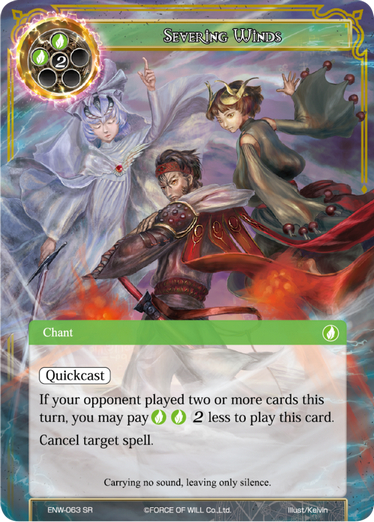 Severing Winds
2
Chant
Quickcast
If your opponent played two or more cards this
turn, you may pay 2 less to play this card.
Cancel target spell.
Carrying no sound, leaving only silence.
ENW-063 SR ©FORCE OF WILL Co.,Ltd. Illust/Kelvin